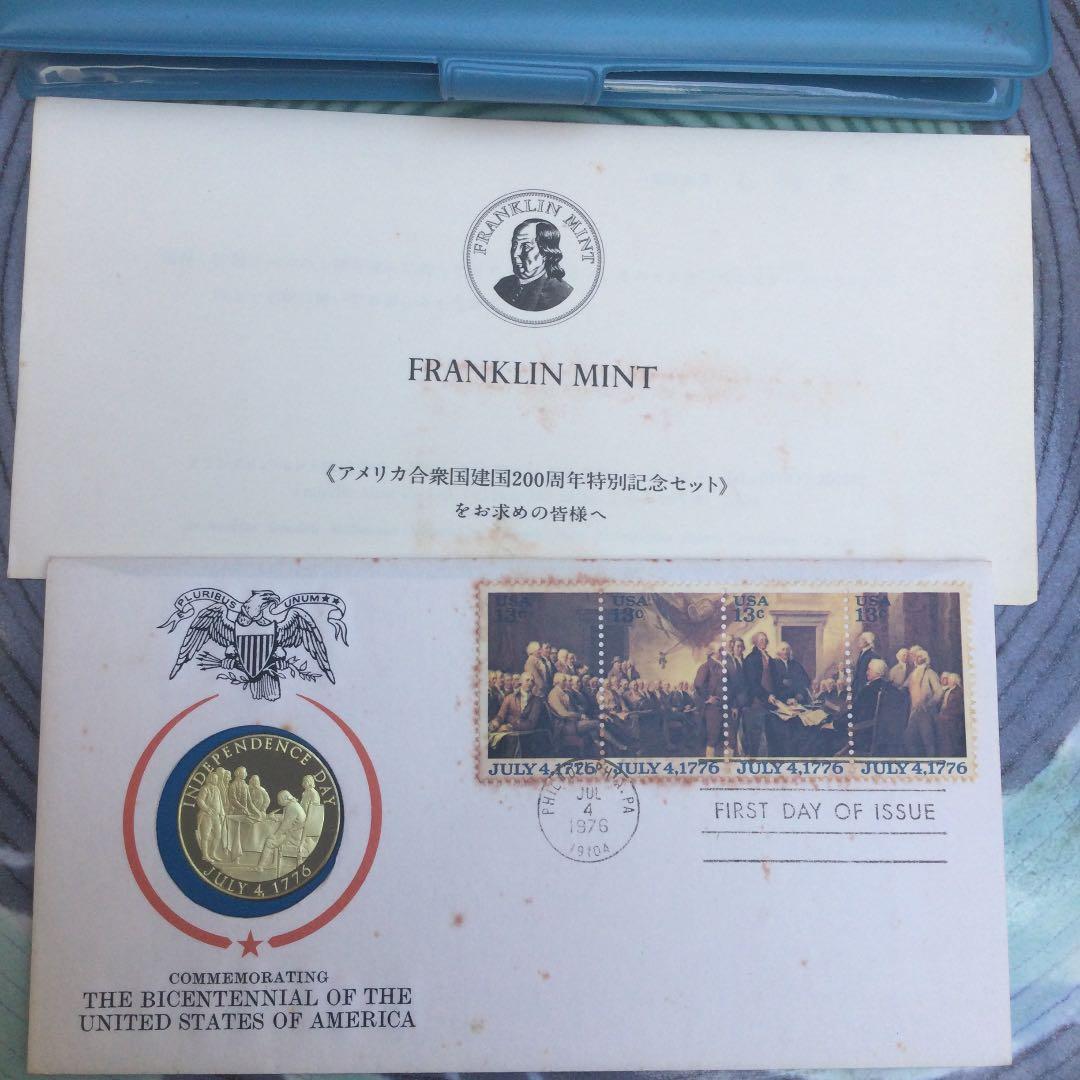 FRANKLIN MINT
FRANKLIN MINT
《アメリカ合衆国建国200周年特別記念セット》
をお求めの皆様へ
PLURIBUS UNUM
USA 13c USA 13c USA 13c USA 13c
JULY 4,1776 JULY 4,1776 JULY 4,1776 JULY 4,1776
INDEPENDENCE DAY
JULY 4, 1776
PHILADELPHIA, PA
JUL
4
1976
19104
FIRST DAY OF ISSUE
COMMEMORATING
THE BICENTENNIAL OF THE
UNITED STATES OF AMERICA